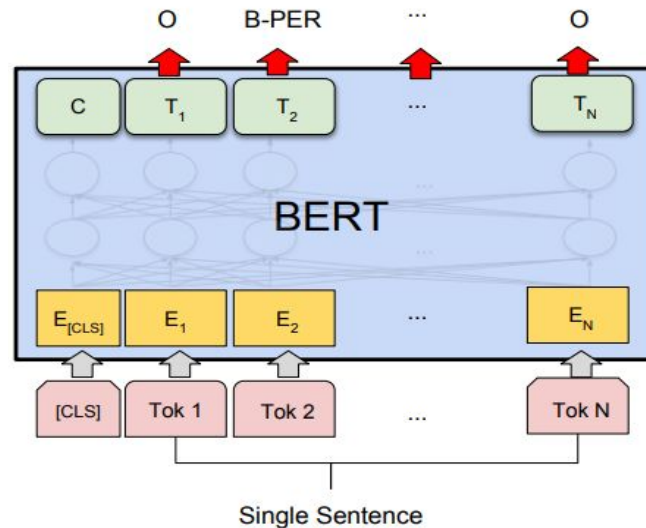 O B-PER ... O
C T1 T2 ... TN
...
BERT
...
E[CLS] E1 E2 ... EN
[CLS] Tok 1 Tok 2 ... Tok N
Single Sentence